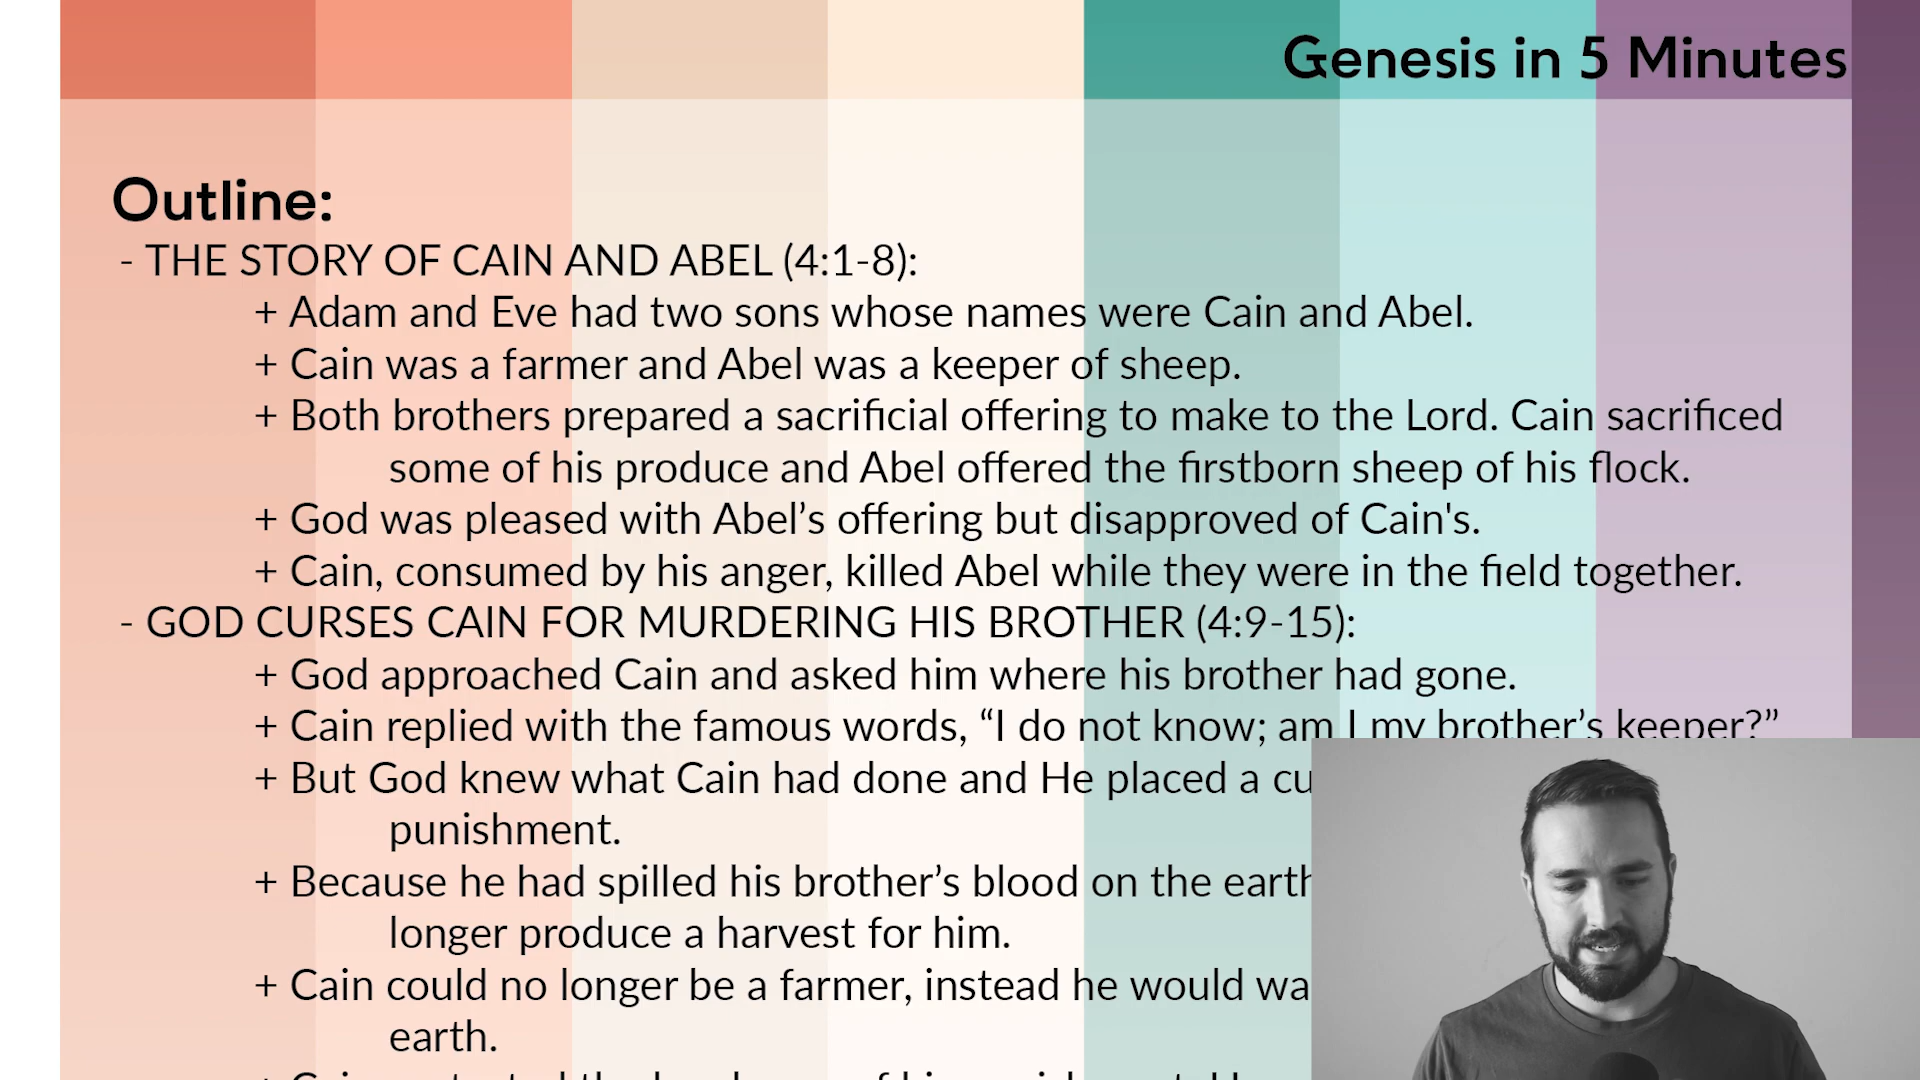 Genesis in 5 Minutes
Outline:
- THE STORY OF CAIN AND ABEL (4:1-8):
+ Adam and Eve had two sons whose names were Cain and Abel.
+ Cain was a farmer and Abel was a keeper of sheep.
+ Both brothers prepared a sacrificial offering to make to the Lord. Cain sacrificed
some of his produce and Abel offered the firstborn sheep of his flock.
+ God was pleased with Abel’s offering but disapproved of Cain's.
+ Cain, consumed by his anger, killed Abel while they were in the field together.
- GOD CURSES CAIN FOR MURDERING HIS BROTHER (4:9-15):
+ God approached Cain and asked him where his brother had gone.
+ Cain replied with the famous words, “I do not know; am I my brother’s keeper?”
+ But God knew what Cain had done and He placed a
punishment.
+ Because he had spilled his brother’s blood on the earth
longer produce a harvest for him.
+ Cain could no longer be a farmer, instead he would
earth.